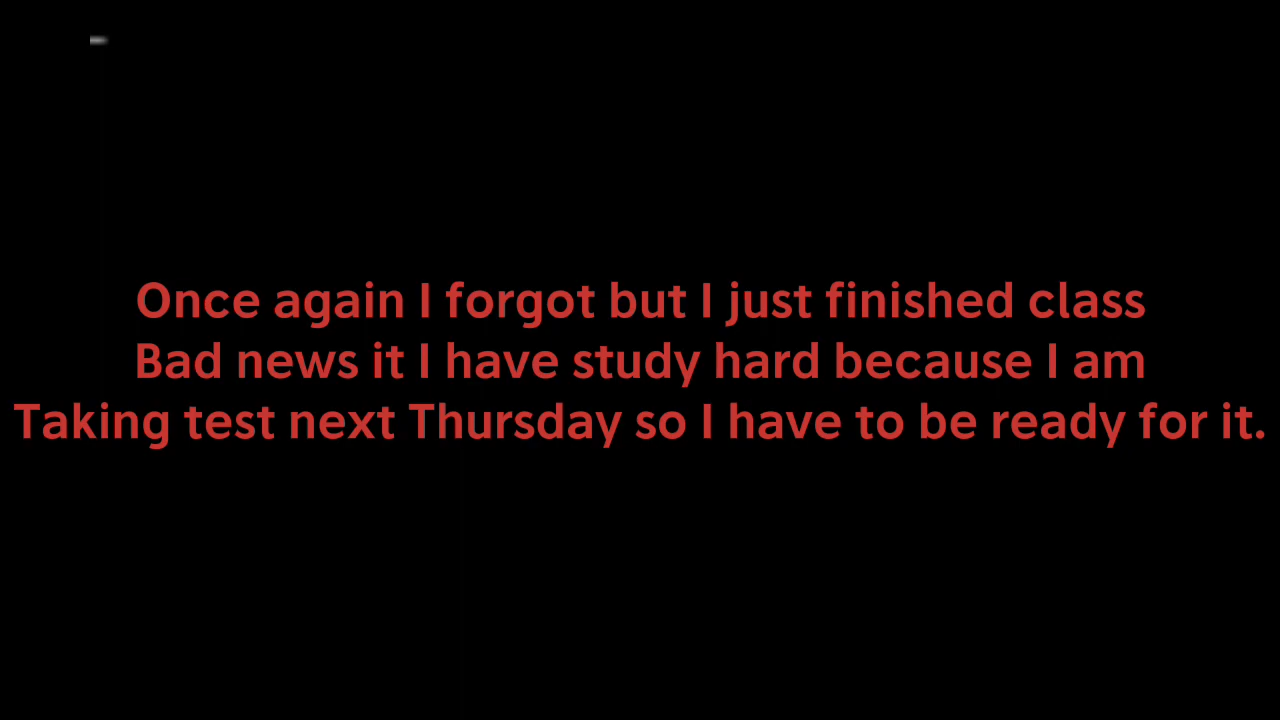 Once again I forgot but I just finished class
Bad news it I have study hard because I am
Taking test next Thursday so I have to be ready for it.